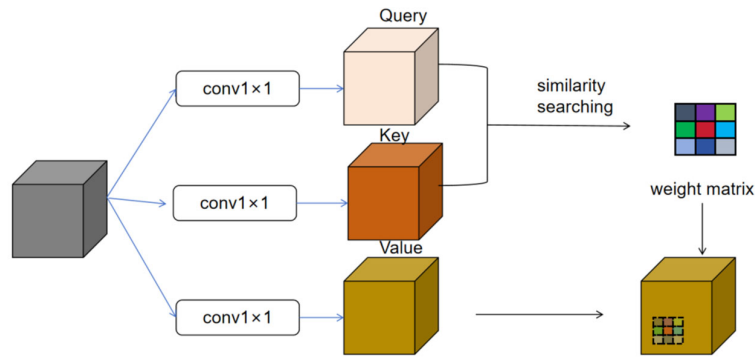 Query
conv1×1
similarity
searching
Key
conv1×1
weight matrix
Value
conv1×1